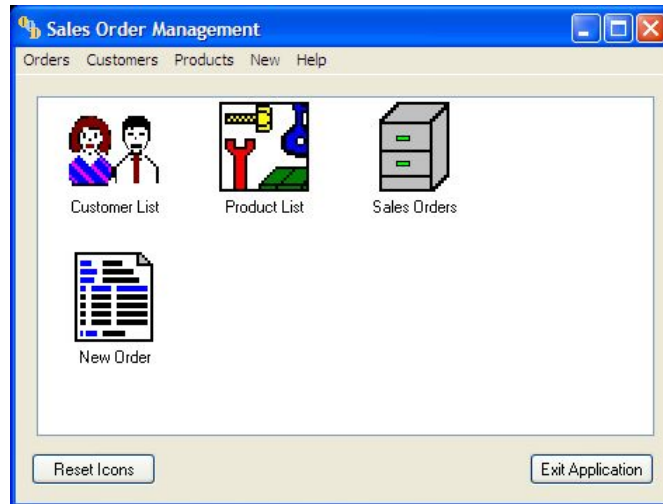 Sales Order Management
Orders Customers Products New Help
Customer List Product List Sales Orders
New Order
Reset Icons Exit Application